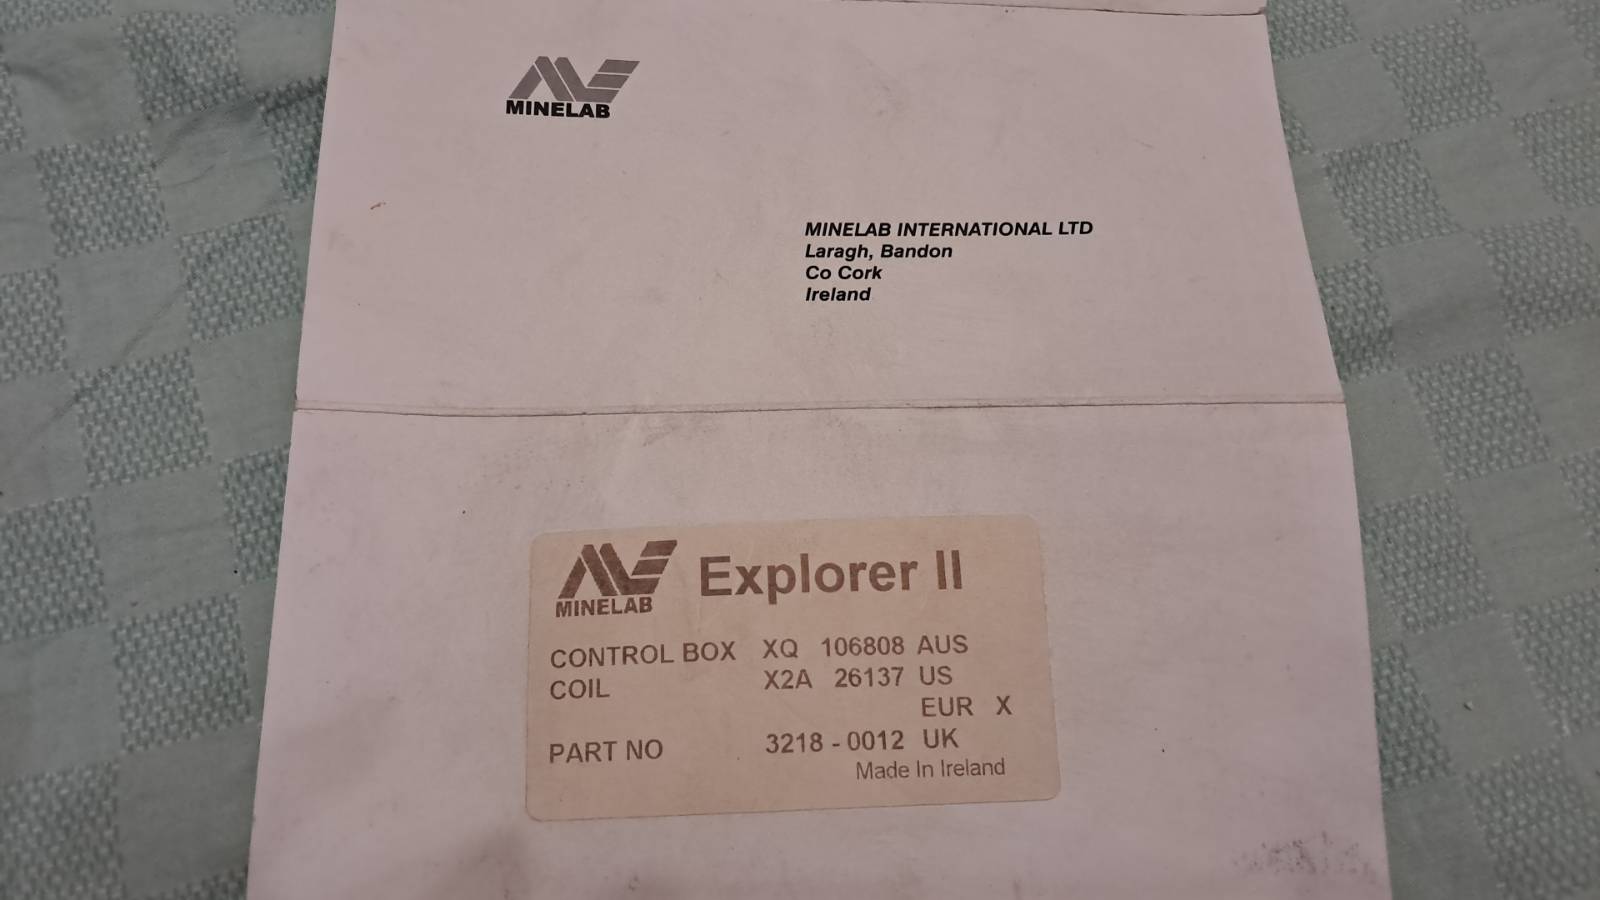 MINELAB
MINELAB INTERNATIONAL LTD
Laragh, Bandon
Co Cork
Ireland
MINELAB Explorer II
CONTROL BOX XQ 106808 AUS
COIL X2A 26137 US
EUR X
PART NO 3218 - 0012 UK
Made In Ireland